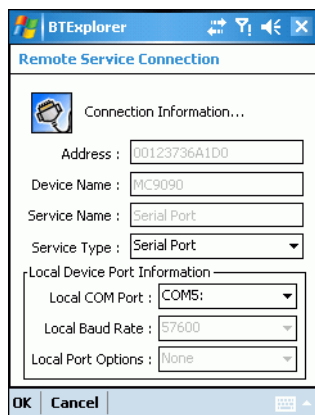 BTExplorer
Remote Service Connection
Connection Information...
Address : 00123736A1D0
Device Name : MC9090
Service Name : Serial Port
Service Type : Serial Port
Local Device Port Information
Local COM Port : COM5:
Local Baud Rate : 57600
Local Port Options : None
OK Cancel